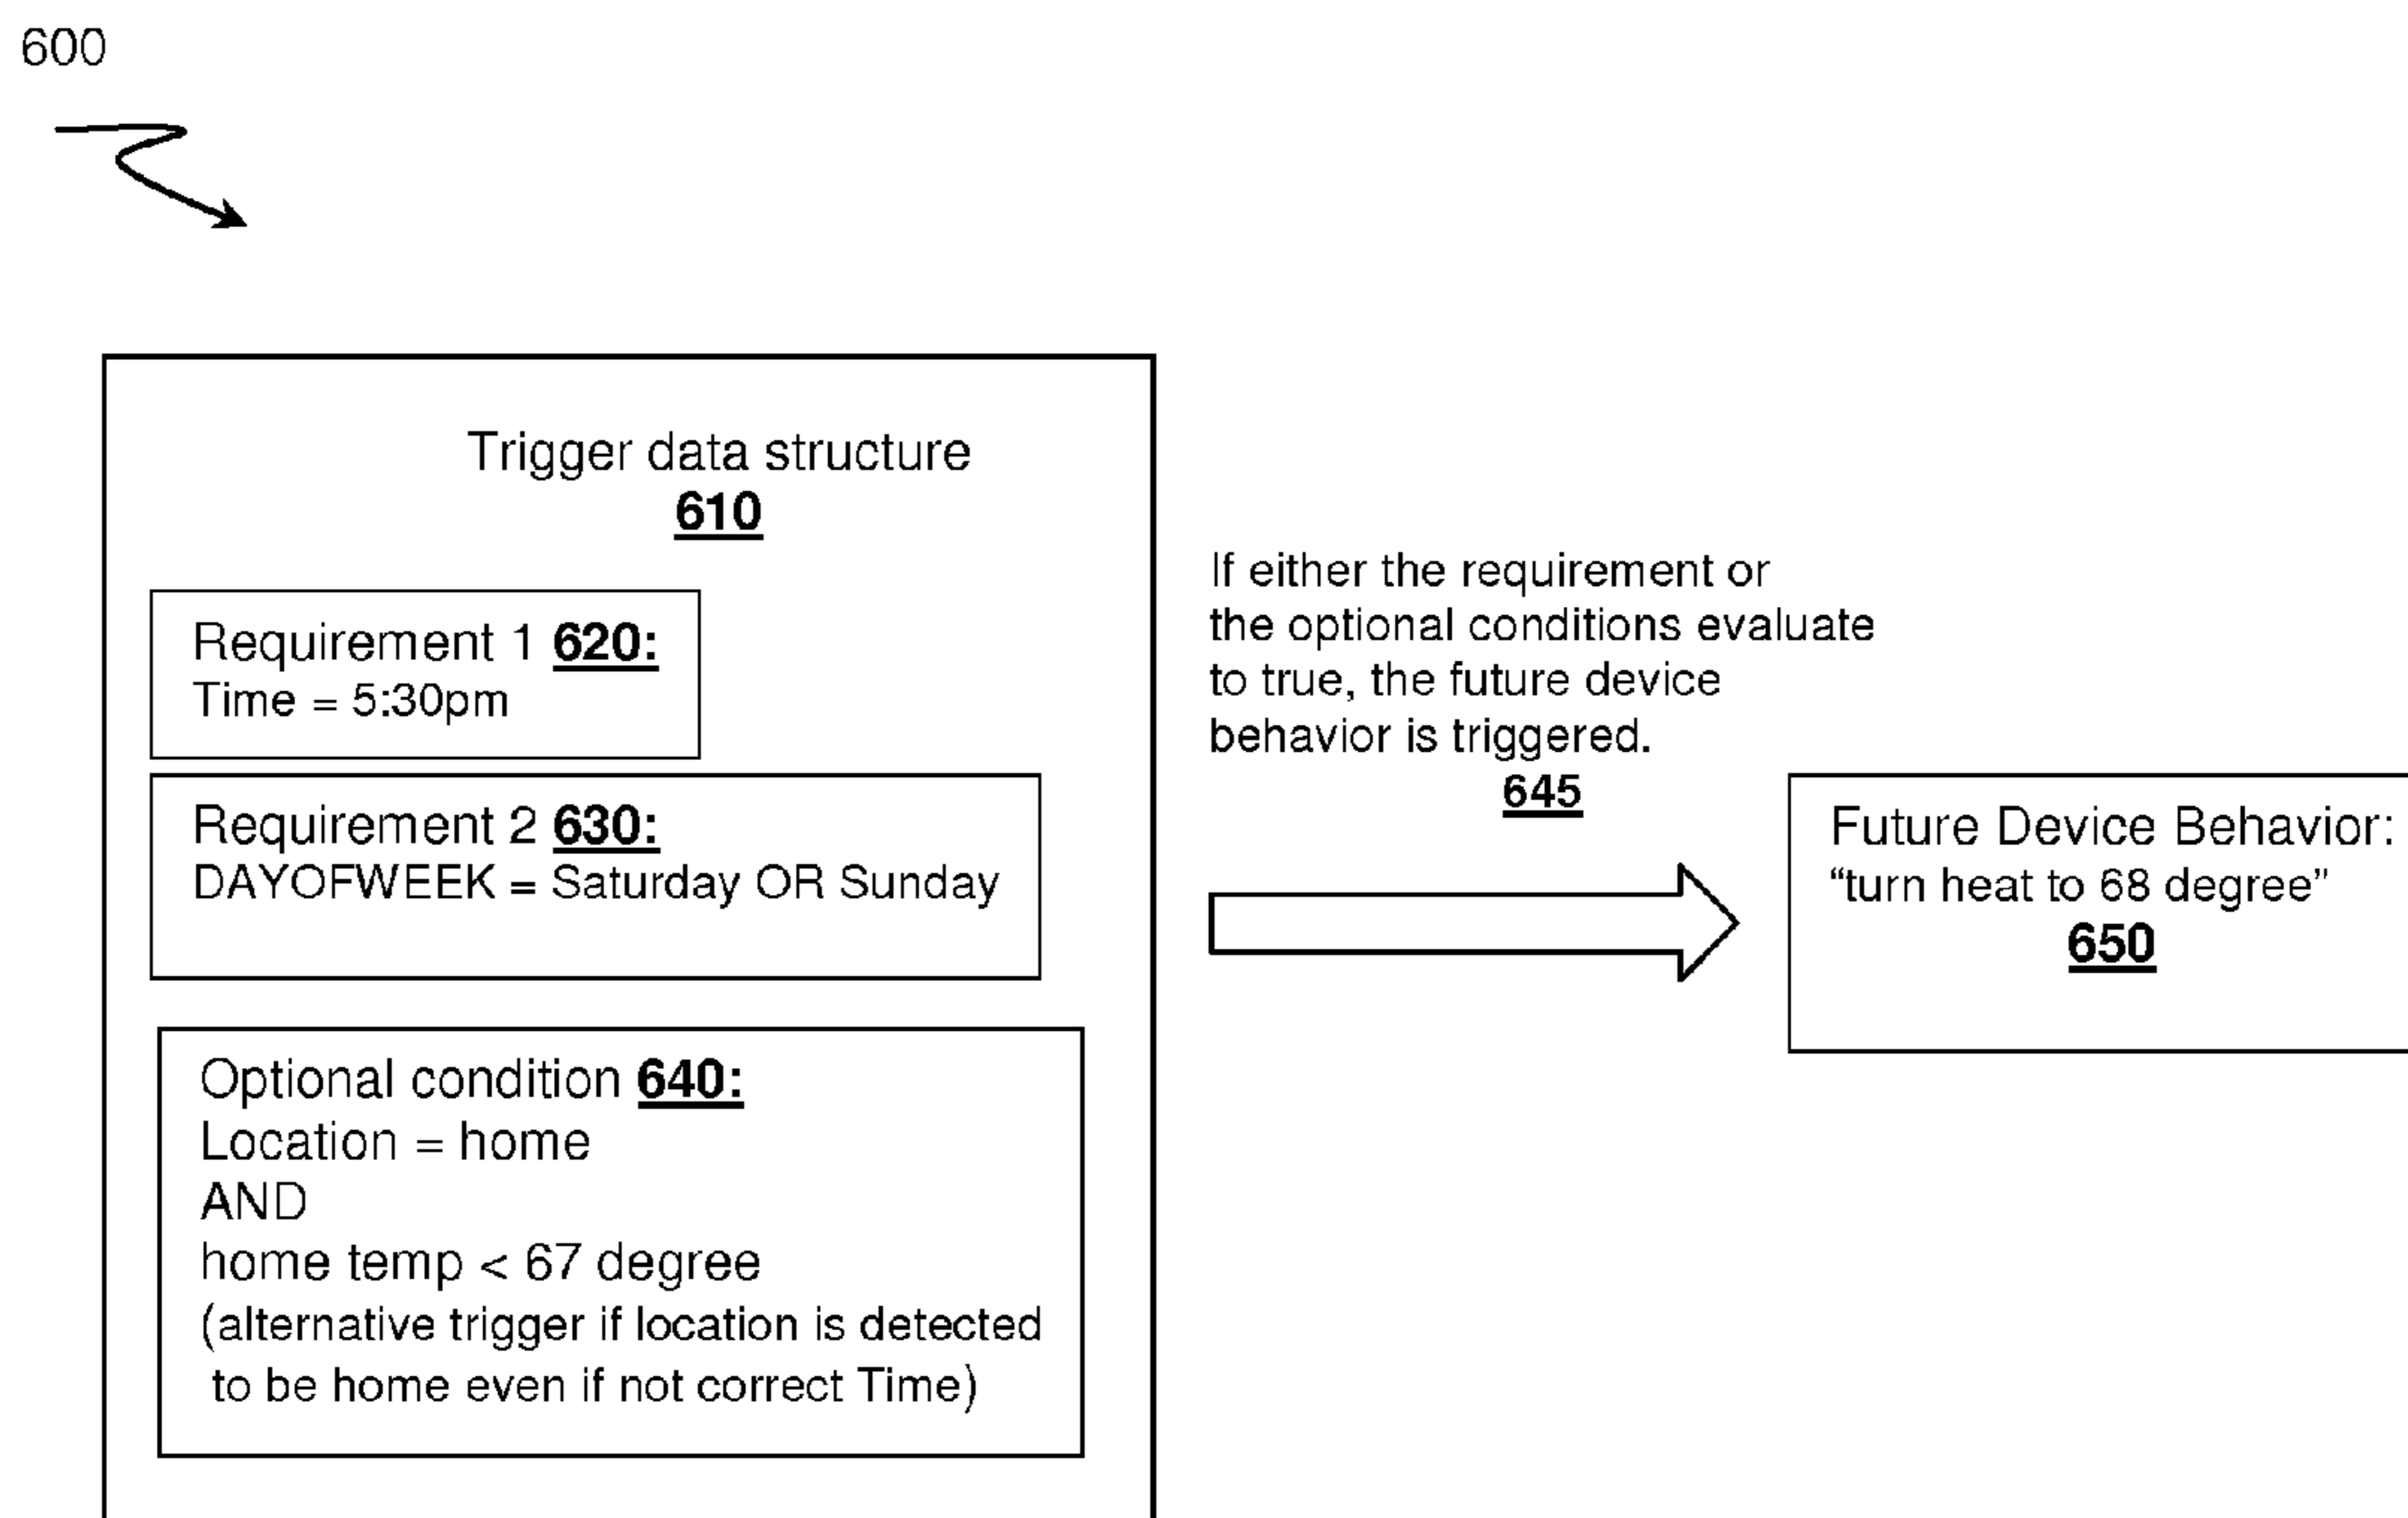 600
Trigger data structure
610
Requirement 1 620:
Time = 5:30pm
Requirement 2 630:
DAYOFWEEK = Saturday OR Sunday
Optional condition 640:
Location = home
AND
home temp < 67 degree
(alternative trigger if location is detected
to be home even if not correct Time)
If either the requirement or
the optional conditions evaluate
to true, the future device
behavior is triggered.
645
Future Device Behavior:
“turn heat to 68 degree”
650